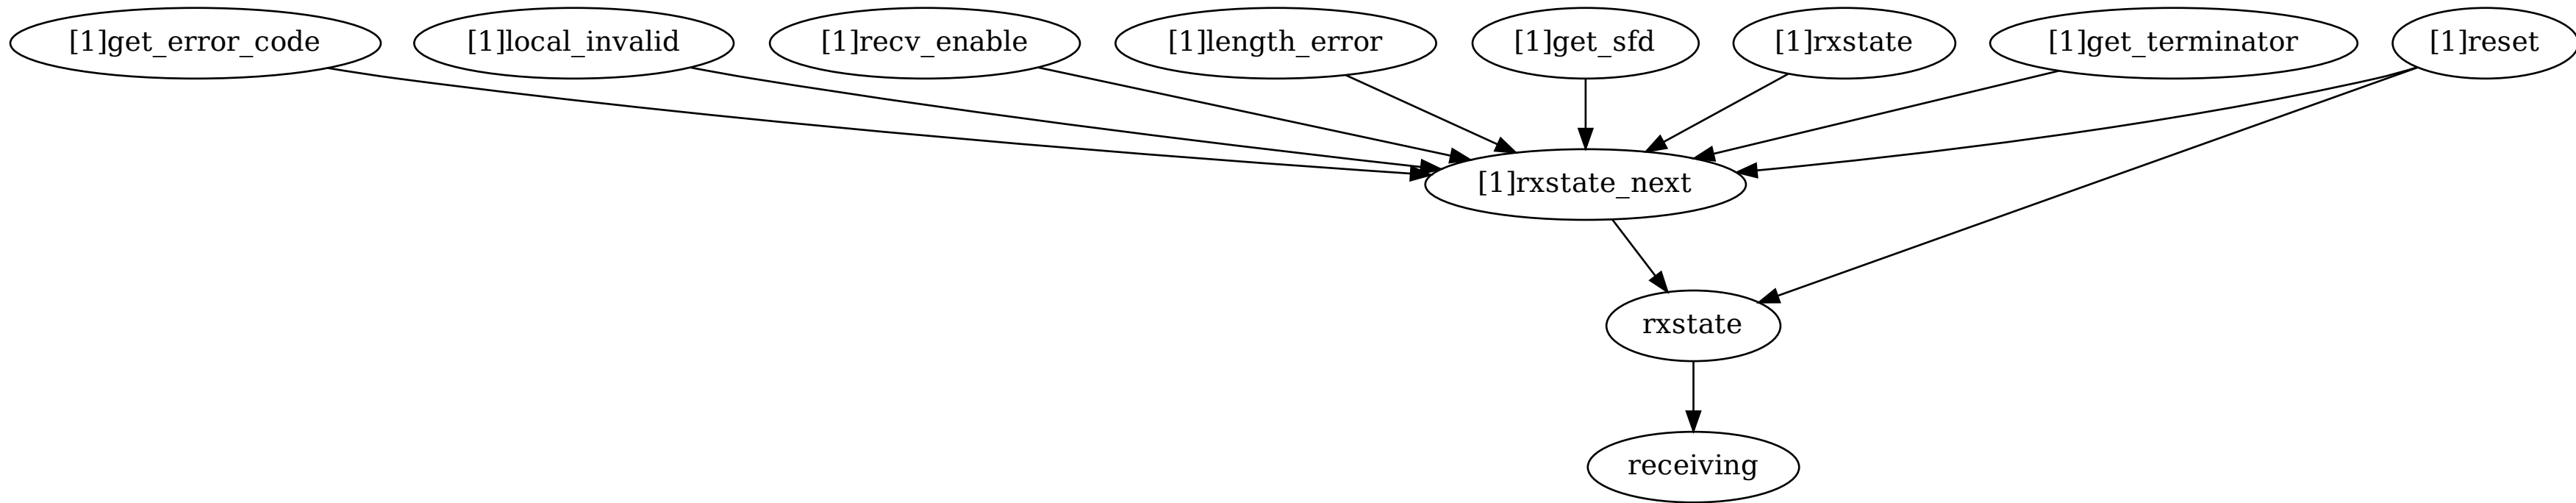 [1]get_error_code
[1]local_invalid
[1]recv_enable
[1]length_error
[1]get_sfd
[1]rxstate
[1]get_terminator
[1]reset
[1]rxstate_next
rxstate
receiving